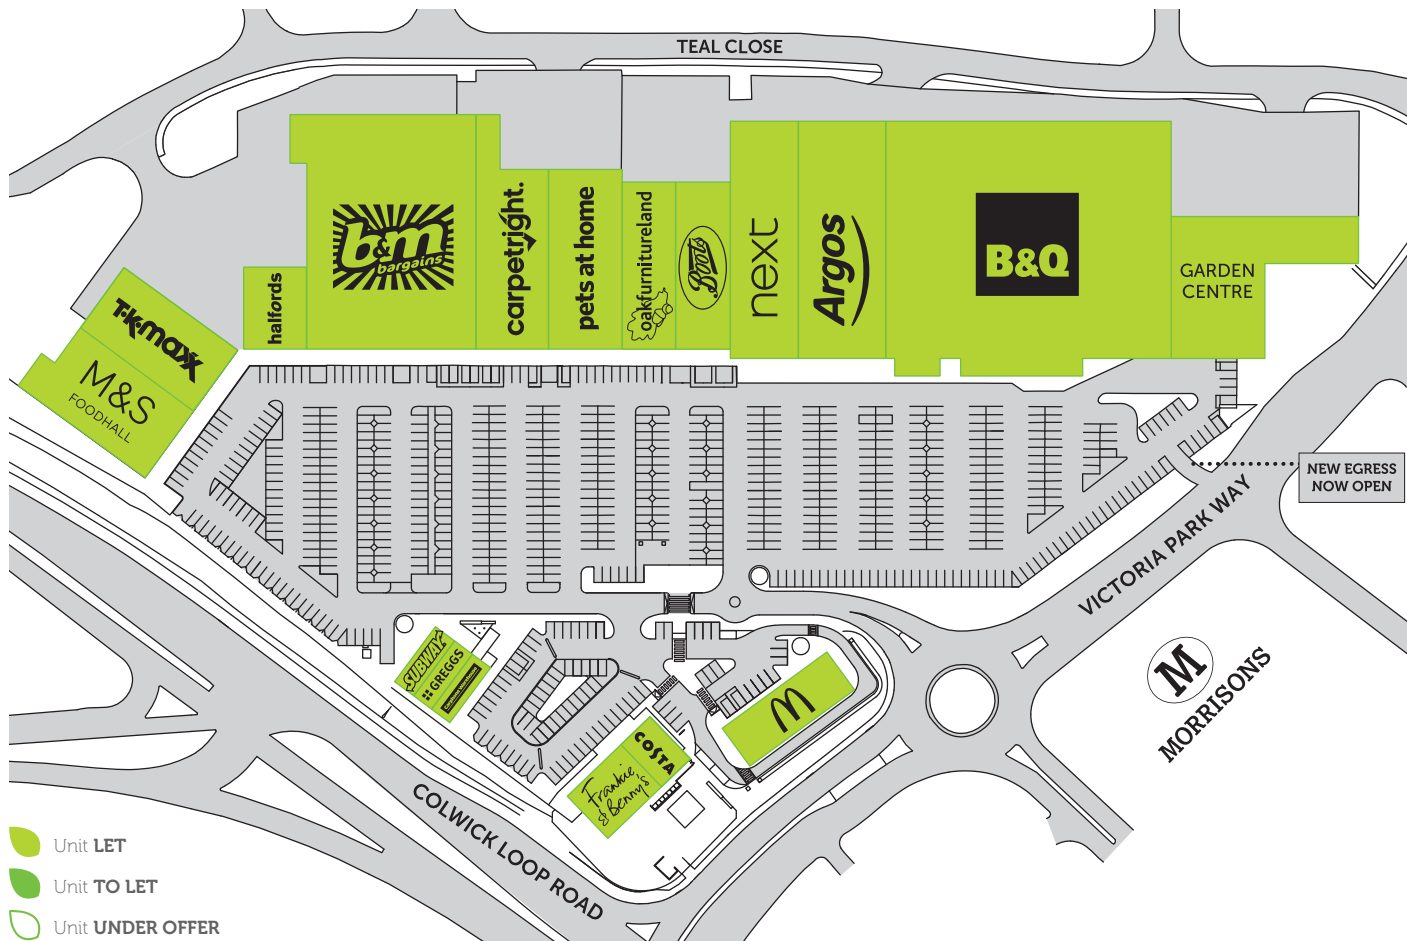 TEAL CLOSE
b&m
bargains
carpetright.
pets at home
oakfurnitureland
Boots
next
Argos
B&Q
GARDEN
CENTRE
halfords
T·K·maxx
M&S
FOODHALL
NEW EGRESS
NOW OPEN
VICTORIA PARK WAY
SUBWAY
GREGGS
M
MORRISONS
COSTA
Frankie
& Benny's
COLWICK LOOP ROAD
Unit LET
Unit TO LET
Unit UNDER OFFER